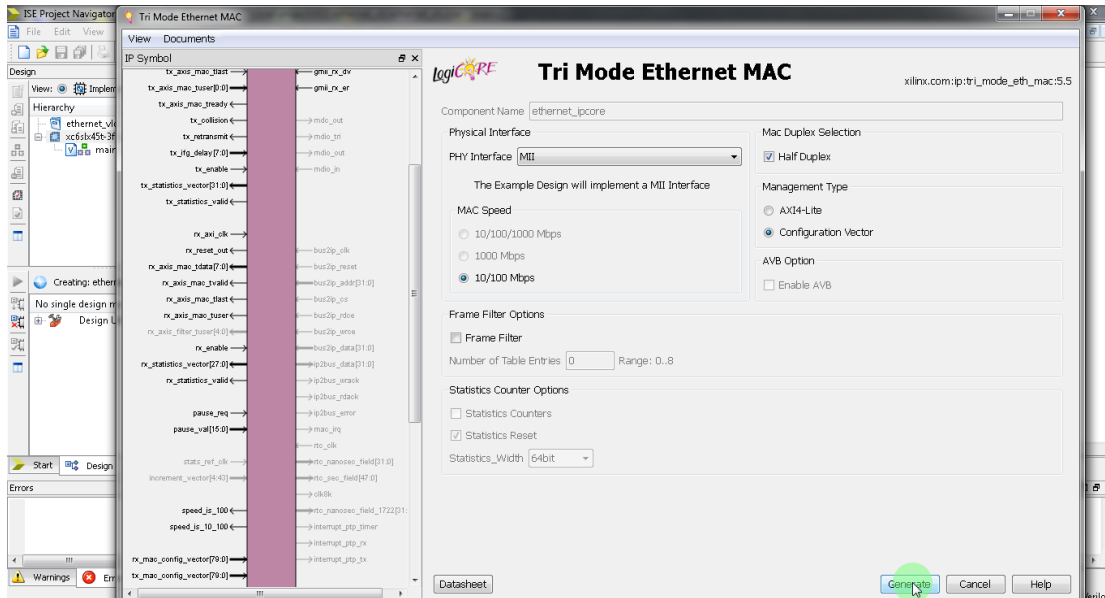 ISE Project Navigator
Tri Mode Ethernet MAC
File Edit View
View Documents
Design
View: Implem
Hierarchy
ethernet_vl
xc6slx45t-3f
main
Creating: ether
No single design m
Design U
Start Design
Errors
Warnings Err
IP Symbol
tx_axis_mac_tlast
tx_axis_mac_tuser[0:0]
tx_axis_mac_tready
tx_collision
tx_retransmit
tx_ifg_delay[7:0]
tx_enable
tx_statistics_vector[31:0]
tx_statistics_valid
rx_axi_clk
rx_reset_out
rx_axis_mac_tdata[7:0]
rx_axis_mac_tvalid
rx_axis_mac_tlast
rx_axis_mac_tuser
rx_axis_filter_tuser[4:0]
rx_enable
rx_statistics_vector[27:0]
rx_statistics_valid
pause_req
pause_val[15:0]
stats_ref_clk
increment_vector[4:43]
speed_is_100
speed_is_10_100
rx_mac_config_vector[79:0]
tx_mac_config_vector[79:0]
gmii_rx_dv
gmii_rx_er
mdc_out
mdio_tri
mdio_out
mdio_in
bus2ip_clk
bus2ip_reset
bus2ip_addr[31:0]
bus2ip_cs
bus2ip_rdce
bus2ip_wrce
bus2ip_data[31:0]
ip2bus_data[31:0]
ip2bus_wrack
ip2bus_rdack
ip2bus_error
mac_irq
rtc_clk
rtc_nanosec_field[31:0]
rtc_sec_field[47:0]
clk8k
rtc_nanosec_field_1722[31:
interrupt_ptp_timer
interrupt_ptp_rx
interrupt_ptp_tx
logiCORE
Tri Mode Ethernet MAC
xilinx.com:ip:tri_mode_eth_mac:5.5
Component Name ethernet_ipcore
Physical Interface
PHY Interface MII
The Example Design will implement a MII Interface
MAC Speed
10/100/1000 Mbps
1000 Mbps
10/100 Mbps
Mac Duplex Selection
Half Duplex
Management Type
AXI4-Lite
Configuration Vector
AVB Option
Enable AVB
Frame Filter Options
Frame Filter
Number of Table Entries 0 Range: 0..8
Statistics Counter Options
Statistics Counters
Statistics Reset
Statistics_Width 64bit
Datasheet Generate Cancel Help